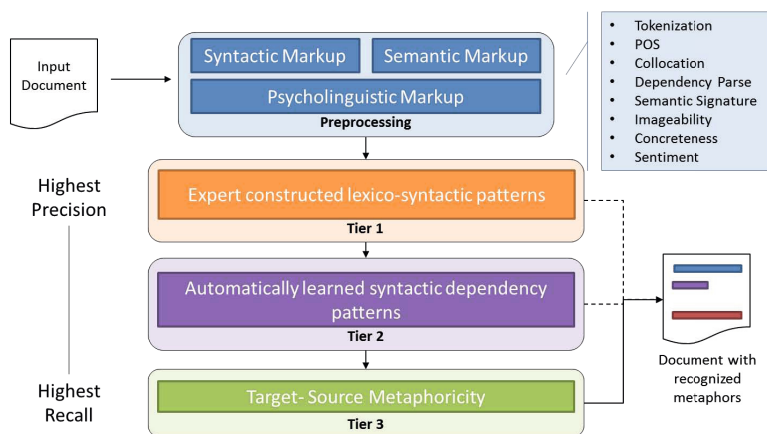 Input
Document
Syntactic Markup
Semantic Markup
Psycholinguistic Markup
Preprocessing
• Tokenization
• POS
• Collocation
• Dependency Parse
• Semantic Signature
• Imageability
• Concreteness
• Sentiment
Highest
Precision
Expert constructed lexico-syntactic patterns
Tier 1
Automatically learned syntactic dependency
patterns
Tier 2
Highest
Recall
Target- Source Metaphoricity
Tier 3
Document with
recognized
metaphors